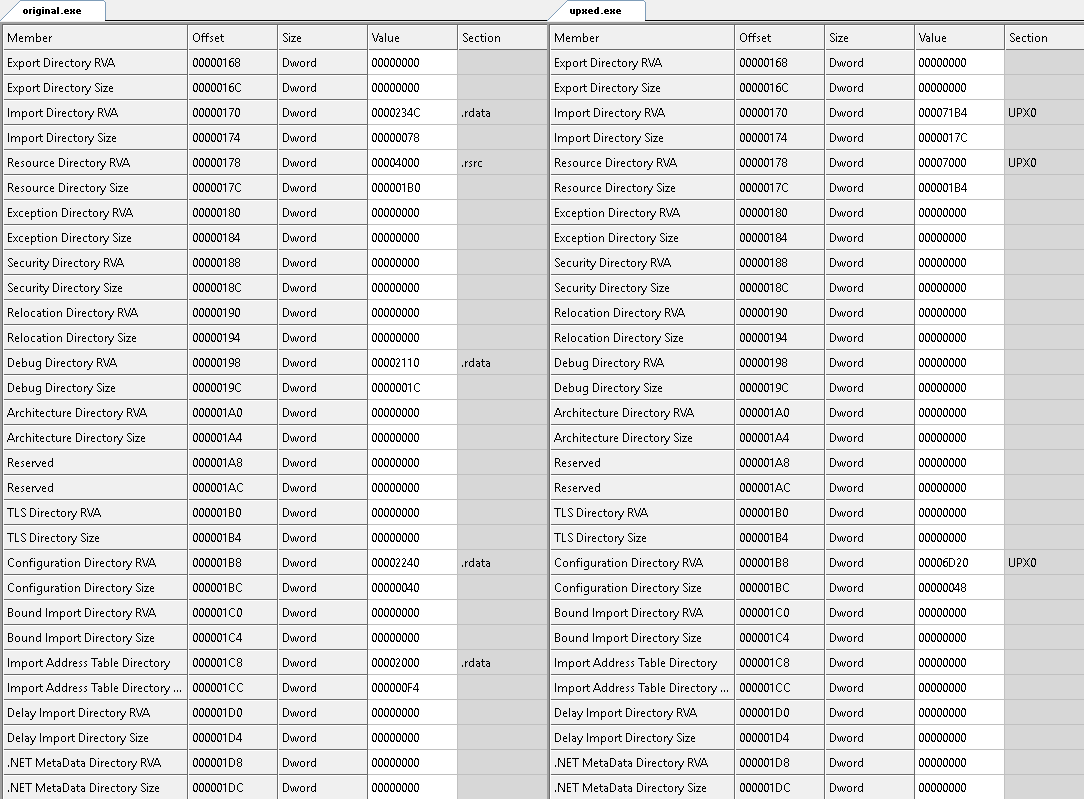 original.exe upxed.exe
Member Offset Size Value Section Member Offset Size Value Section
Export Directory RVA 00000168 Dword 00000000 Export Directory RVA 00000168 Dword 00000000
Export Directory Size 0000016C Dword 00000000 Export Directory Size 0000016C Dword 00000000
Import Directory RVA 00000170 Dword 0000234C .rdata Import Directory RVA 00000170 Dword 000071B4 UPX0
Import Directory Size 00000174 Dword 00000078 Import Directory Size 00000174 Dword 0000017C
Resource Directory RVA 00000178 Dword 00004000 .rsrc Resource Directory RVA 00000178 Dword 00007000 UPX0
Resource Directory Size 0000017C Dword 000001B0 Resource Directory Size 0000017C Dword 000001B4
Exception Directory RVA 00000180 Dword 00000000 Exception Directory RVA 00000180 Dword 00000000
Exception Directory Size 00000184 Dword 00000000 Exception Directory Size 00000184 Dword 00000000
Security Directory RVA 00000188 Dword 00000000 Security Directory RVA 00000188 Dword 00000000
Security Directory Size 0000018C Dword 00000000 Security Directory Size 0000018C Dword 00000000
Relocation Directory RVA 00000190 Dword 00000000 Relocation Directory RVA 00000190 Dword 00000000
Relocation Directory Size 00000194 Dword 00000000 Relocation Directory Size 00000194 Dword 00000000
Debug Directory RVA 00000198 Dword 00002110 .rdata Debug Directory RVA 00000198 Dword 00000000
Debug Directory Size 0000019C Dword 0000001C Debug Directory Size 0000019C Dword 00000000
Architecture Directory RVA 000001A0 Dword 00000000 Architecture Directory RVA 000001A0 Dword 00000000
Architecture Directory Size 000001A4 Dword 00000000 Architecture Directory Size 000001A4 Dword 00000000
Reserved 000001A8 Dword 00000000 Reserved 000001A8 Dword 00000000
Reserved 000001AC Dword 00000000 Reserved 000001AC Dword 00000000
TLS Directory RVA 000001B0 Dword 00000000 TLS Directory RVA 000001B0 Dword 00000000
TLS Directory Size 000001B4 Dword 00000000 TLS Directory Size 000001B4 Dword 00000000
Configuration Directory RVA 000001B8 Dword 00002240 .rdata Configuration Directory RVA 000001B8 Dword 00006D20 UPX0
Configuration Directory Size 000001BC Dword 00000040 Configuration Directory Size 000001BC Dword 00000048
Bound Import Directory RVA 000001C0 Dword 00000000 Bound Import Directory RVA 000001C0 Dword 00000000
Bound Import Directory Size 000001C4 Dword 00000000 Bound Import Directory Size 000001C4 Dword 00000000
Import Address Table Directory 000001C8 Dword 00002000 .rdata Import Address Table Directory 000001C8 Dword 00000000
Import Address Table Directory ... 000001CC Dword 000000F4 Import Address Table Directory ... 000001CC Dword 00000000
Delay Import Directory RVA 000001D0 Dword 00000000 Delay Import Directory RVA 000001D0 Dword 00000000
Delay Import Directory Size 000001D4 Dword 00000000 Delay Import Directory Size 000001D4 Dword 00000000
.NET MetaData Directory RVA 000001D8 Dword 00000000 .NET MetaData Directory RVA 000001D8 Dword 00000000
.NET MetaData Directory Size 000001DC Dword 00000000 .NET MetaData Directory Size 000001DC Dword 00000000